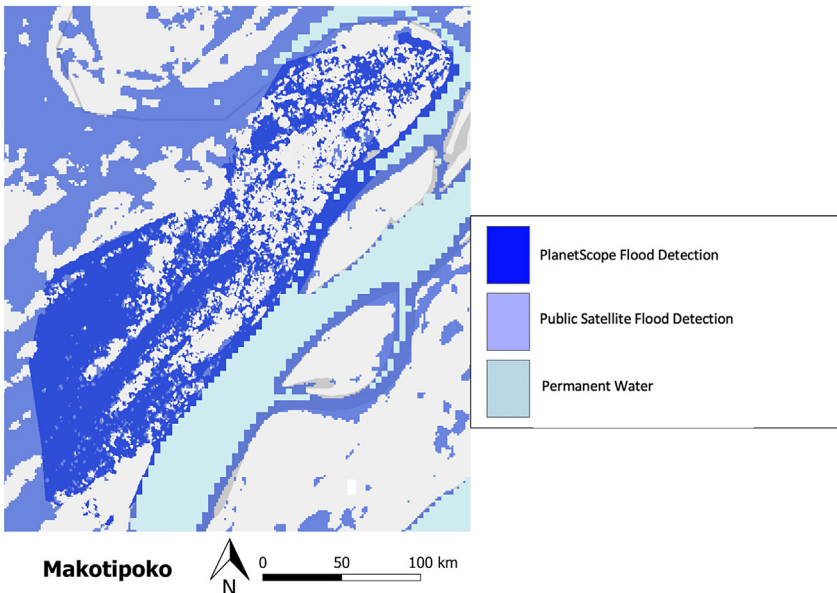 PlanetScope Flood Detection
Public Satellite Flood Detection
Permanent Water
Makotipoko
N
0 50 100 km